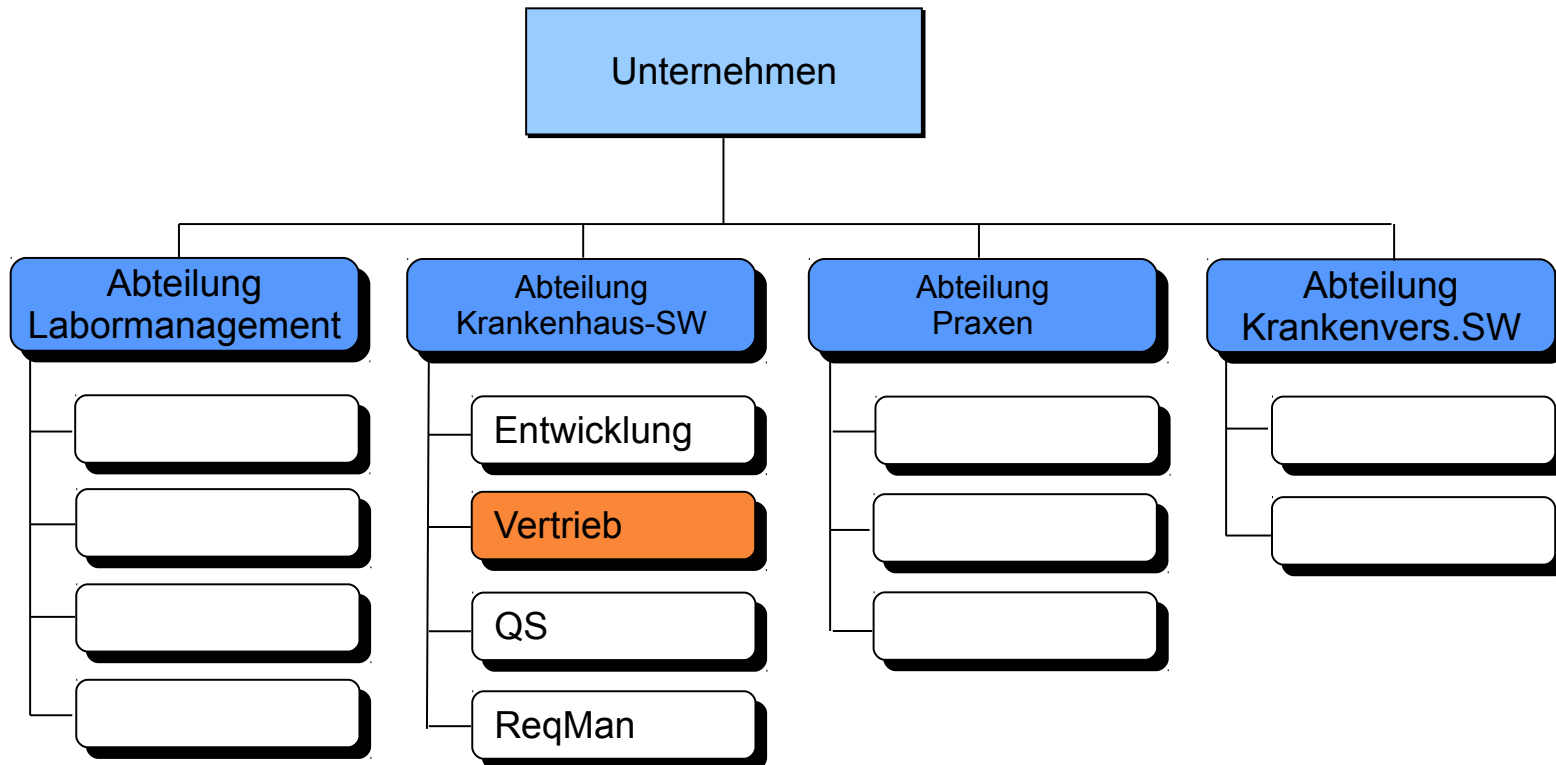 Unternehmen
Abteilung
Labormanagement
Abteilung
Krankenhaus-SW
Abteilung
Praxen
Abteilung
Krankenvers.SW
Entwicklung
Vertrieb
QS
ReqMan